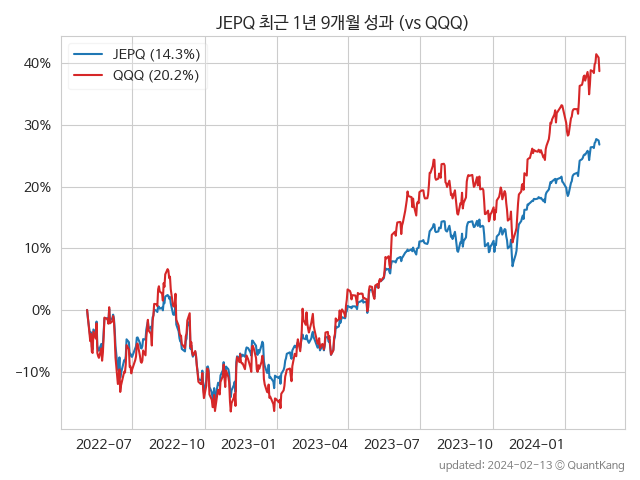 JEPQ 최근 1년 9개월 성과 (vs QQQ)
JEPQ (14.3%)
QQQ (20.2%)
40%
30%
20%
10%
0%
−10%
2022−07 2022−10 2023−01 2023−04 2023−07 2023−10 2024−01
updated: 2024−02−13 © QuantKang